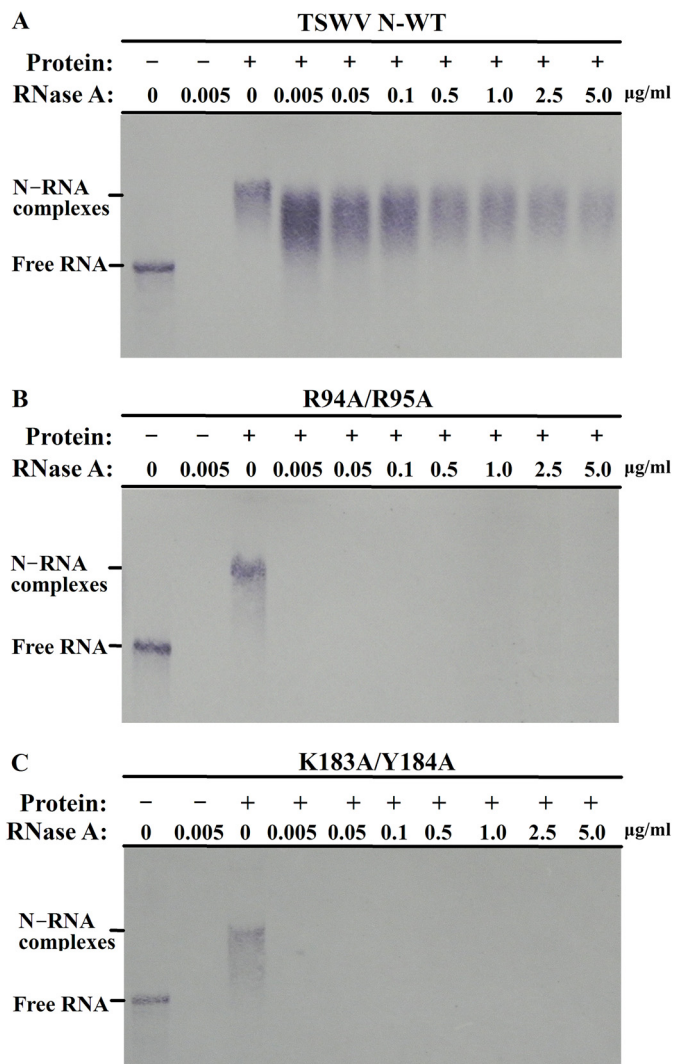 A
TSWV N-WT
Protein: − − + + + + + + + +
RNase A: 0 0.005 0 0.005 0.05 0.1 0.5 1.0 2.5 5.0 μg/ml
N−RNA
complexes
Free RNA
B
R94A/R95A
Protein: − − + + + + + + + +
RNase A: 0 0.005 0 0.005 0.05 0.1 0.5 1.0 2.5 5.0 μg/ml
N−RNA
complexes
Free RNA
C
K183A/Y184A
Protein: − − + + + + + + + +
RNase A: 0 0.005 0 0.005 0.05 0.1 0.5 1.0 2.5 5.0 μg/ml
N−RNA
complexes
Free RNA